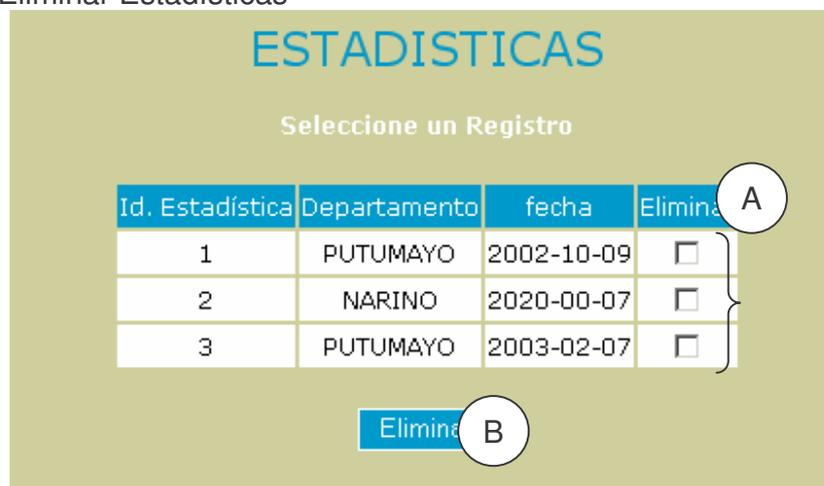 Eliminar Estadísticas
ESTADISTICAS
Seleccione un Registro
Id. Estadística Departamento fecha Elimina
A
1 PUTUMAYO 2002-10-09
2 NARINO 2020-00-07
3 PUTUMAYO 2003-02-07
Elimina B